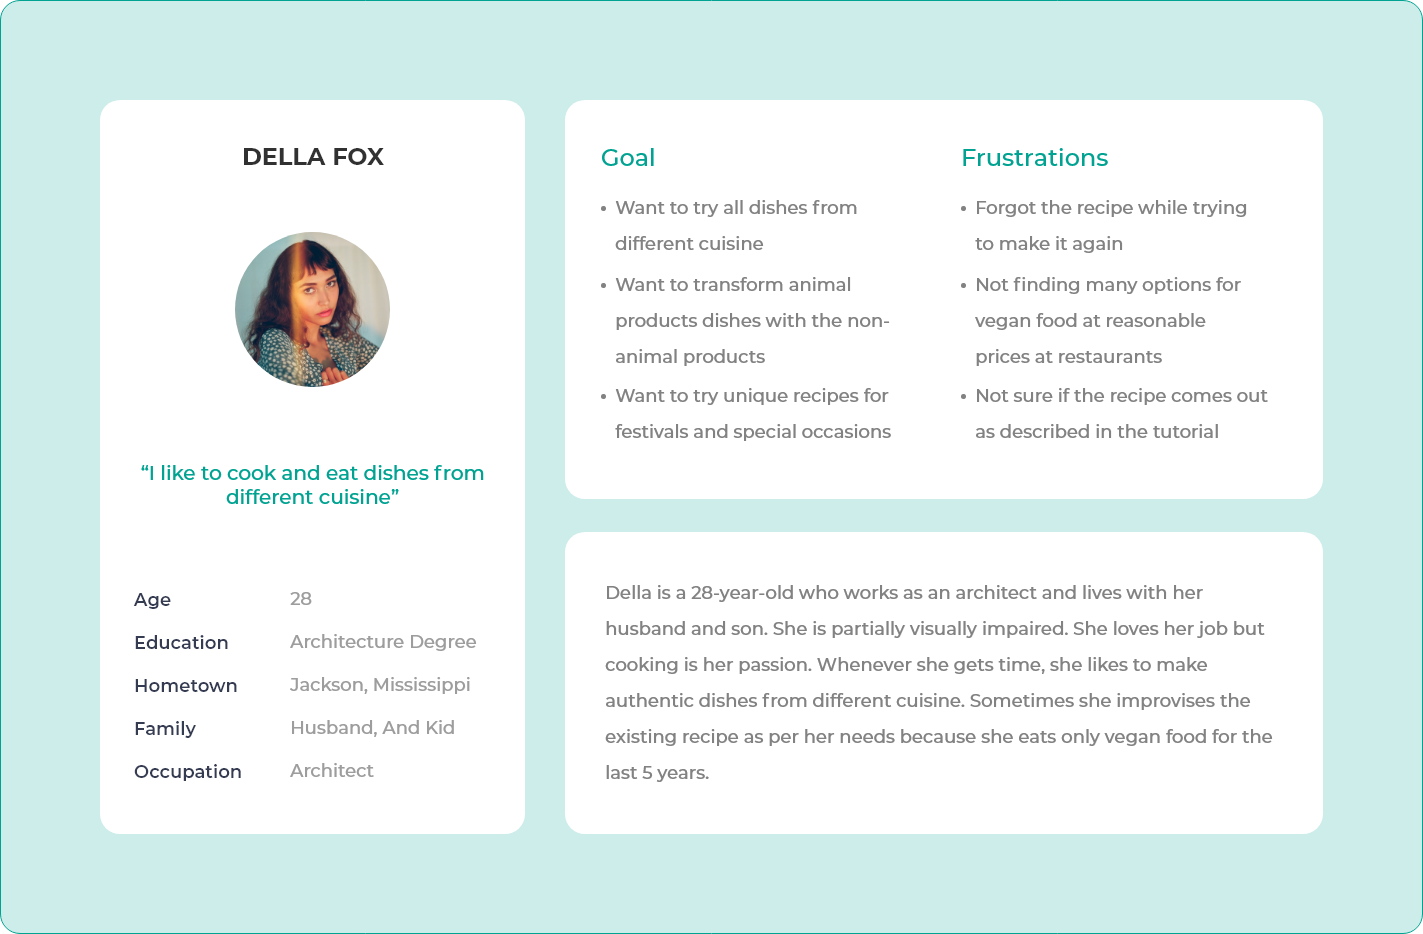 DELLA FOX
“I like to cook and eat dishes from
different cuisine”
Age 28
Education Architecture Degree
Hometown Jackson, Mississippi
Family Husband, And Kid
Occupation Architect
Goal
• Want to try all dishes from
different cuisine
• Want to transform animal
products dishes with the non-
animal products
• Want to try unique recipes for
festivals and special occasions
Frustrations
• Forgot the recipe while trying
to make it again
• Not finding many options for
vegan food at reasonable
prices at restaurants
• Not sure if the recipe comes out
as described in the tutorial
Della is a 28-year-old who works as an architect and lives with her
husband and son. She is partially visually impaired. She loves her job but
cooking is her passion. Whenever she gets time, she likes to make
authentic dishes from different cuisine. Sometimes she improvises the
existing recipe as per her needs because she eats only vegan food for the
last 5 years.